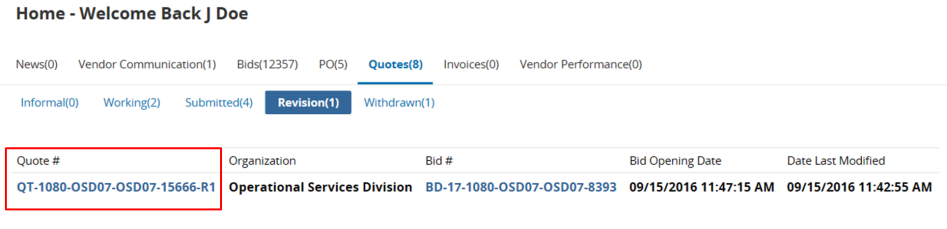 Home - Welcome Back J Doe
News(0) Vendor Communication(1) Bids(12357) PO(5) Quotes(8) Invoices(0) Vendor Performance(0)
Informal(0) Working(2) Submitted(4) Revision(1) Withdrawn(1)
Quote # Organization Bid # Bid Opening Date Date Last Modified
QT-1080-OSD07-OSD07-15666-R1 Operational Services Division BD-17-1080-OSD07-OSD07-8393 09/15/2016 11:47:15 AM 09/15/2016 11:42:55 AM